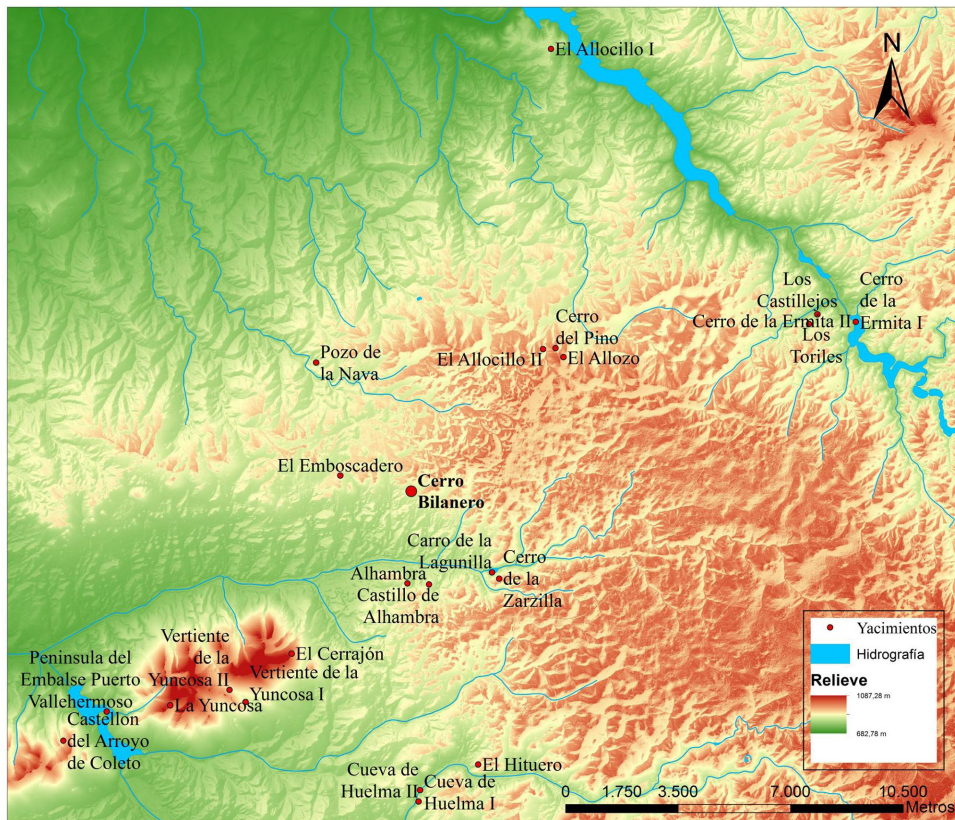 El Allocillo I
N
Los
Castillejos
Cerro de la Ermita II
Los
Toriles
Cerro
de la
Ermita I
Cerro
del Pino
El Allocillo II
El Allozo
Pozo de
la Nava
El Emboscadero
Cerro
Bilanero
Carro de la
Lagunilla
Cerro
de la
Zarzilla
Alhambra
Castillo de
Alhambra
Vertiente
de la
Yuncosa II
El Cerrajón
Vertiente de la
Yuncosa I
La Yuncosa
Peninsula del
Embalse Puerto
Vallehermoso
Castellon
del Arroyo
de Coleto
El Hituero
Cueva de
Huelma II
Cueva de
Huelma I
Yacimientos
Hidrografía
Relieve
1087,28 m
682,78 m
0 1.750 3.500 7.000 10.500
Metros